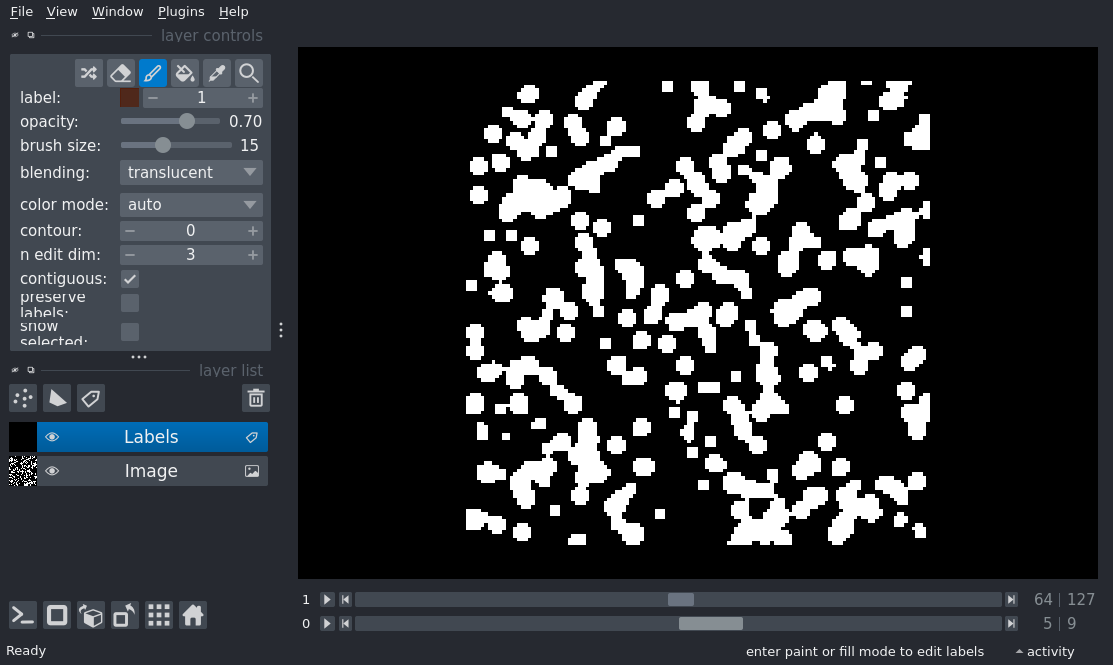 File View Window Plugins Help
layer controls
label: 1
opacity: 0.70
brush size: 15
blending: translucent
color mode: auto
contour: 0
n edit dim: 3
contiguous:
preserve
labels:
show
selected:
layer list
Labels
Image
1 64 | 127
0 5 | 9
Ready enter paint or fill mode to edit labels activity